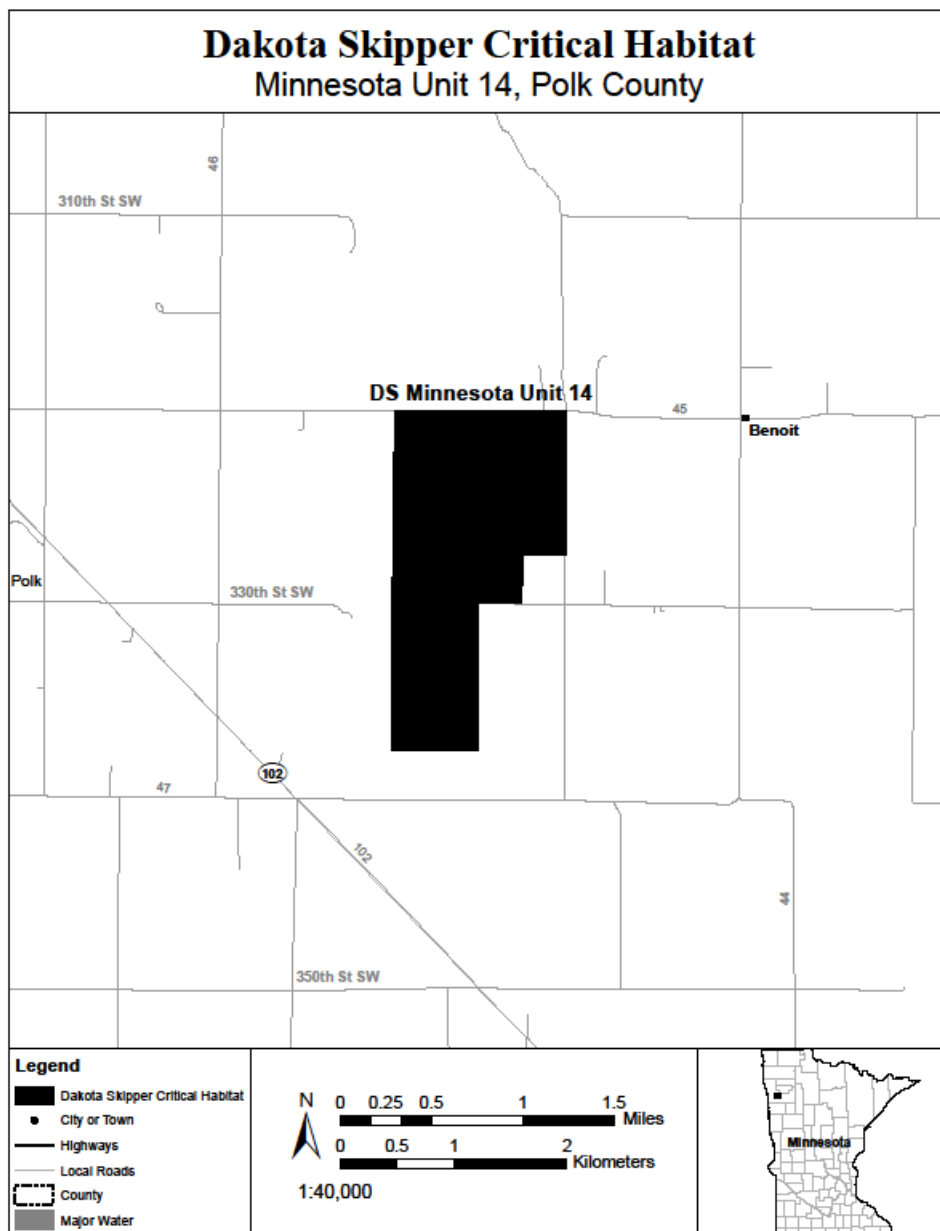 Dakota Skipper Critical Habitat
Minnesota Unit 14, Polk County
46
310th St SW
DS Minnesota Unit 14
45
Benoit
Polk
330th St SW
102
47
102
44
350th St SW
Legend
Dakota Skipper Critical Habitat
City or Town
Highways
Local Roads
County
Major Water
N
0 0.25 0.5 1 1.5
Miles
0 0.5 1 2
Kilometers
1:40,000
Minnesota